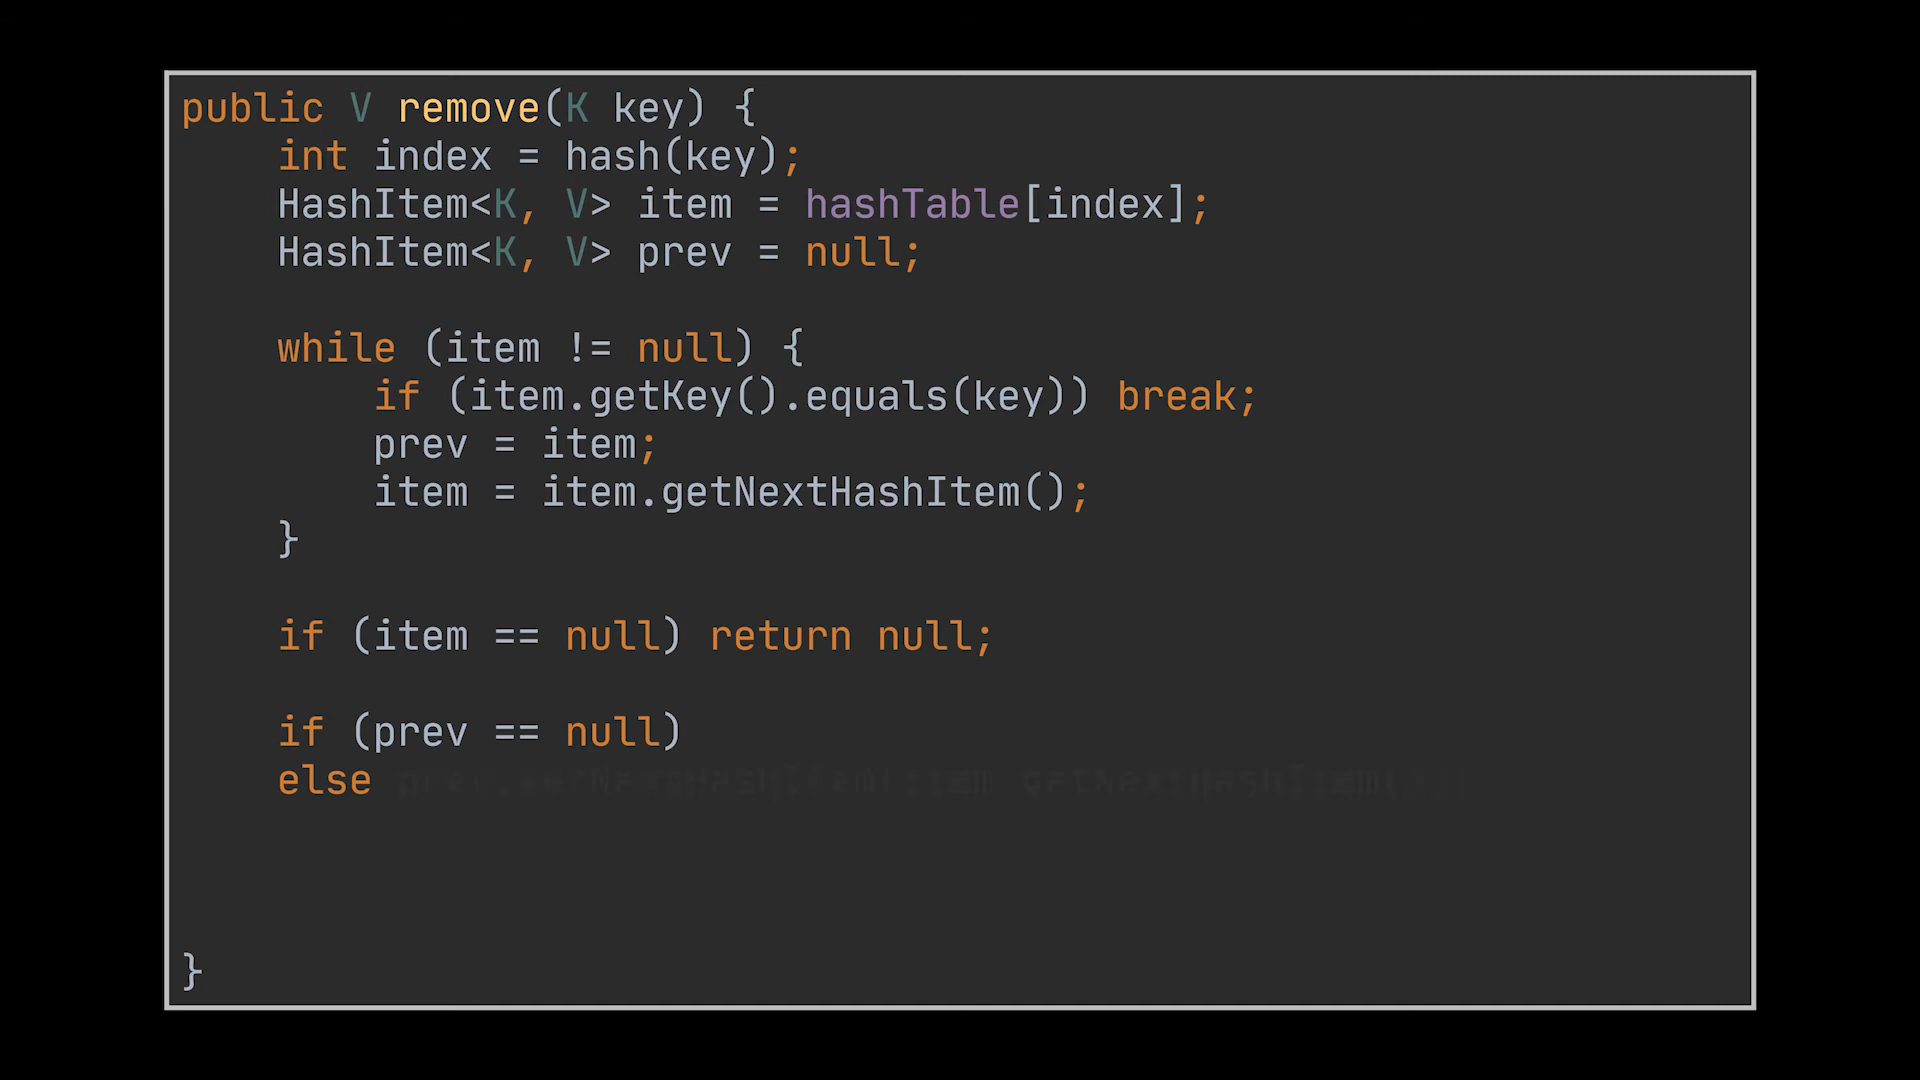 public V remove(K key) {
    int index = hash(key);
    HashItem<K, V> item = hashTable[index];
    HashItem<K, V> prev = null;
    while (item != null) {
        if (item.getKey().equals(key)) break;
        prev = item;
        item = item.getNextHashItem();
    }
    if (item == null) return null;
    if (prev == null)
    else
}